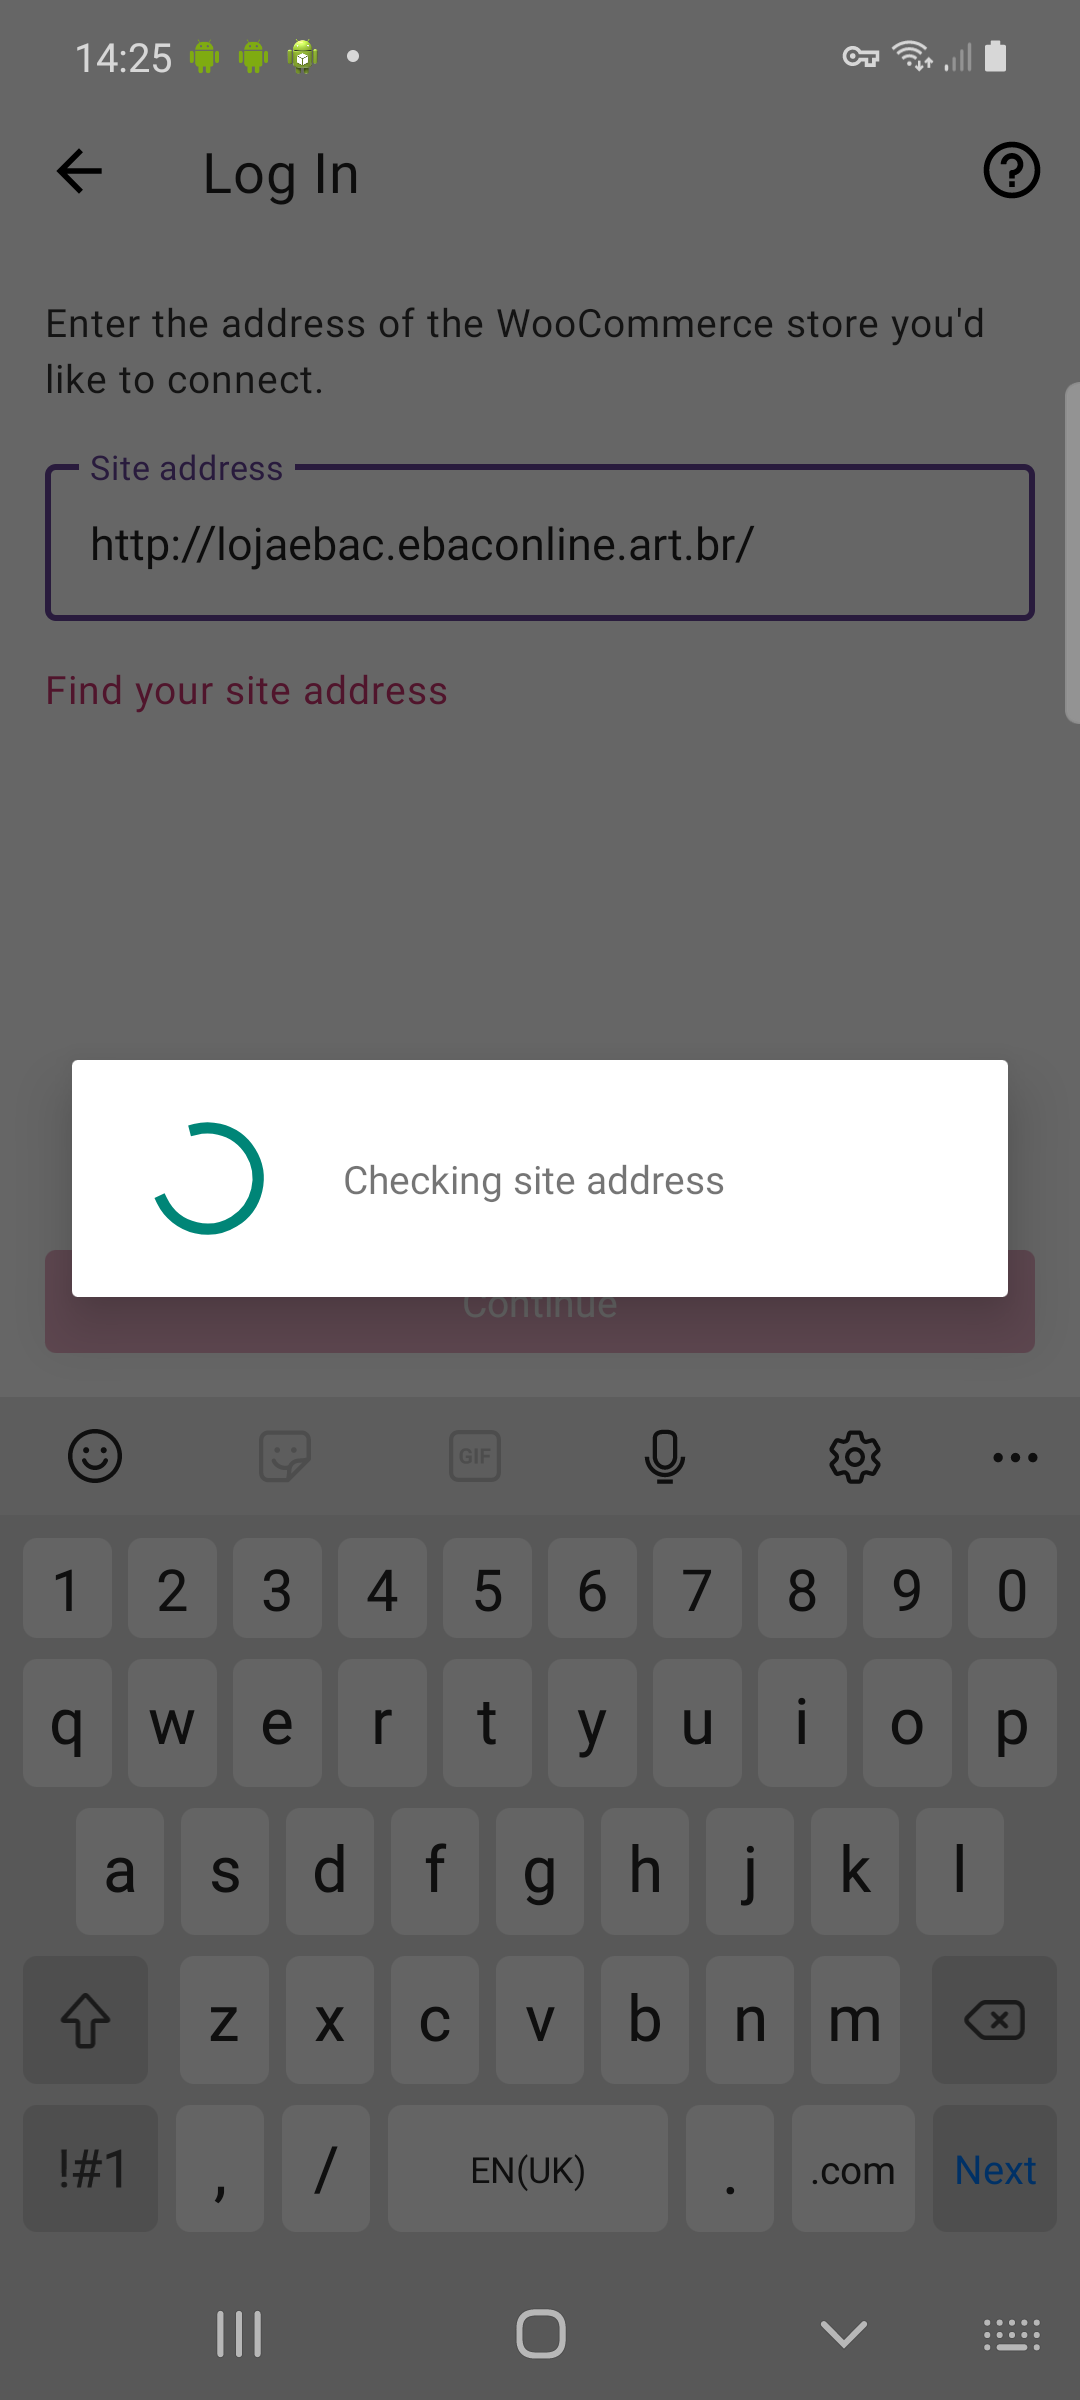 14:25
Log In
Enter the address of the WooCommerce store you'd
like to connect.
Site address
http://lojaebac.ebaconline.art.br/
Find your site address
Checking site address
Continue
GIF
1 2 3 4 5 6 7 8 9 0
q w e r t y u i o p
a s d f g h j k l
z x c v b n m
!#1 , / EN(UK) . .com Next